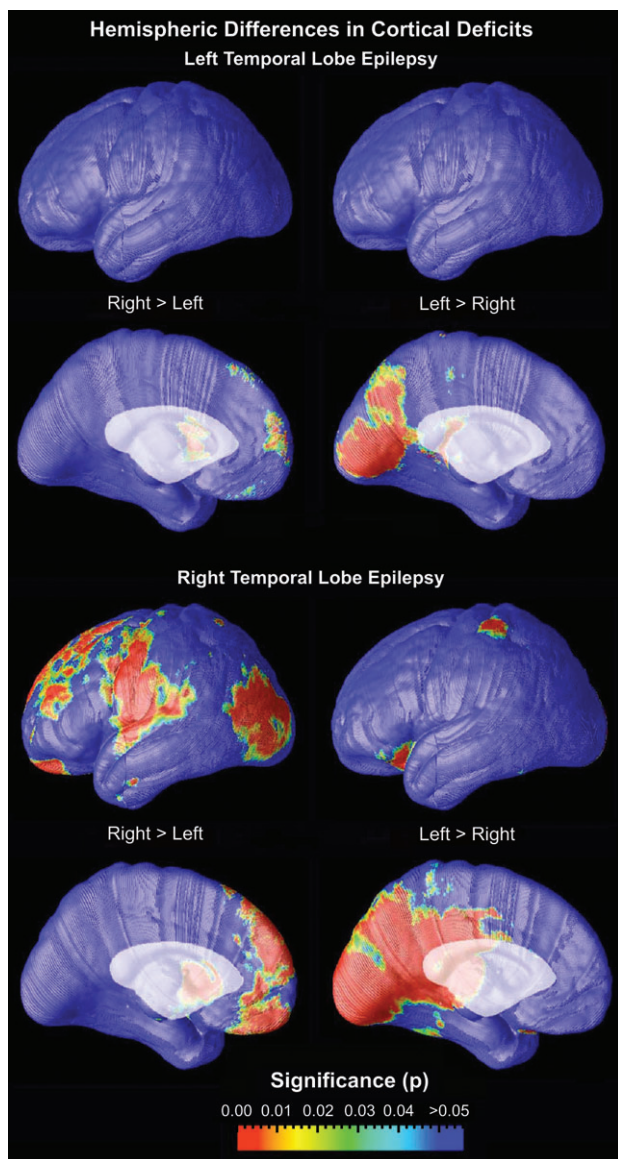 Hemispheric Differences in Cortical Deficits
Left Temporal Lobe Epilepsy
Right > Left
Left > Right
Right Temporal Lobe Epilepsy
Right > Left
Left > Right
Significance (p)
0.00 0.01 0.02 0.03 0.04 >0.05